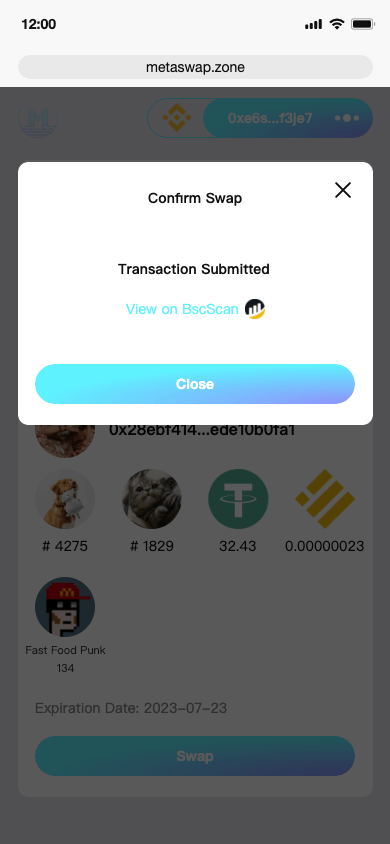 12:00
metaswap.zone
0xe6s...f3je7
Confirm Swap
Transaction Submitted
View on BscScan
Close
0x28ebf414...ede10b0fa1
# 4275
# 1829
32.43
0.00000023
Fast Food Punk
134
Expiration Date: 2023-07-23
Swap